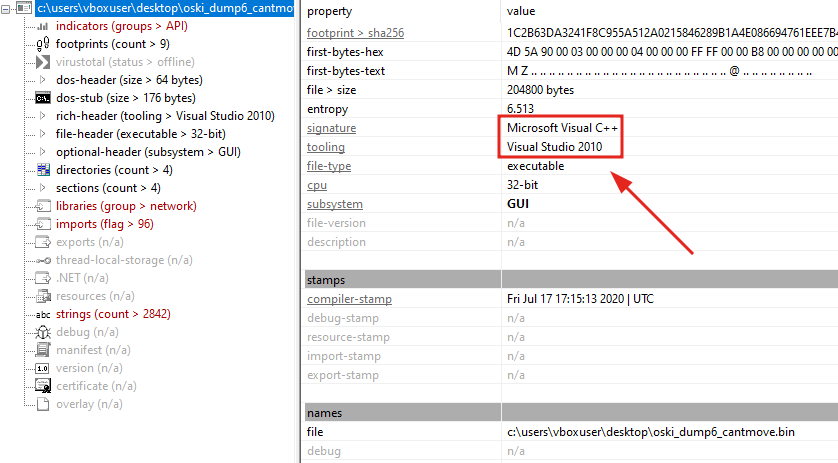 c:\users\vboxuser\desktop\oski_dump6_cantmove.bin
indicators (groups > API)
footprints (count > 9)
virustotal (status > offline)
dos-header (size > 64 bytes)
dos-stub (size > 176 bytes)
rich-header (tooling > Visual Studio 2010)
file-header (executable > 32-bit)
optional-header (subsystem > GUI)
directories (count > 4)
sections (count > 4)
libraries (group > network)
imports (flag > 96)
exports (n/a)
thread-local-storage (n/a)
.NET (n/a)
resources (n/a)
abc strings (count > 2842)
debug (n/a)
manifest (n/a)
1.0 version (n/a)
certificate (n/a)
overlay (n/a)
property value
footprint > sha256 1C2B63DA3241F8C955A512A0215846289B1A4E086694761EEE7B4
first-bytes-hex 4D 5A 90 00 03 00 00 00 04 00 00 00 FF FF 00 00 B8 00 00 00 00 00 00
first-bytes-text M Z .. .. .. .. .. .. .. .. .. .. .. .. .. .. .. .. .. .. .. .. .. @ .. .. .. .. .. .. ..
file > size 204800 bytes
entropy 6.513
signature Microsoft Visual C++
tooling Visual Studio 2010
file-type executable
cpu 32-bit
subsystem GUI
file-version n/a
description n/a
stamps
compiler-stamp Fri Jul 17 17:15:13 2020 | UTC
debug-stamp n/a
resource-stamp n/a
import-stamp n/a
export-stamp n/a
names
file c:\users\vboxuser\desktop\oski_dump6_cantmove.bin
debug n/a